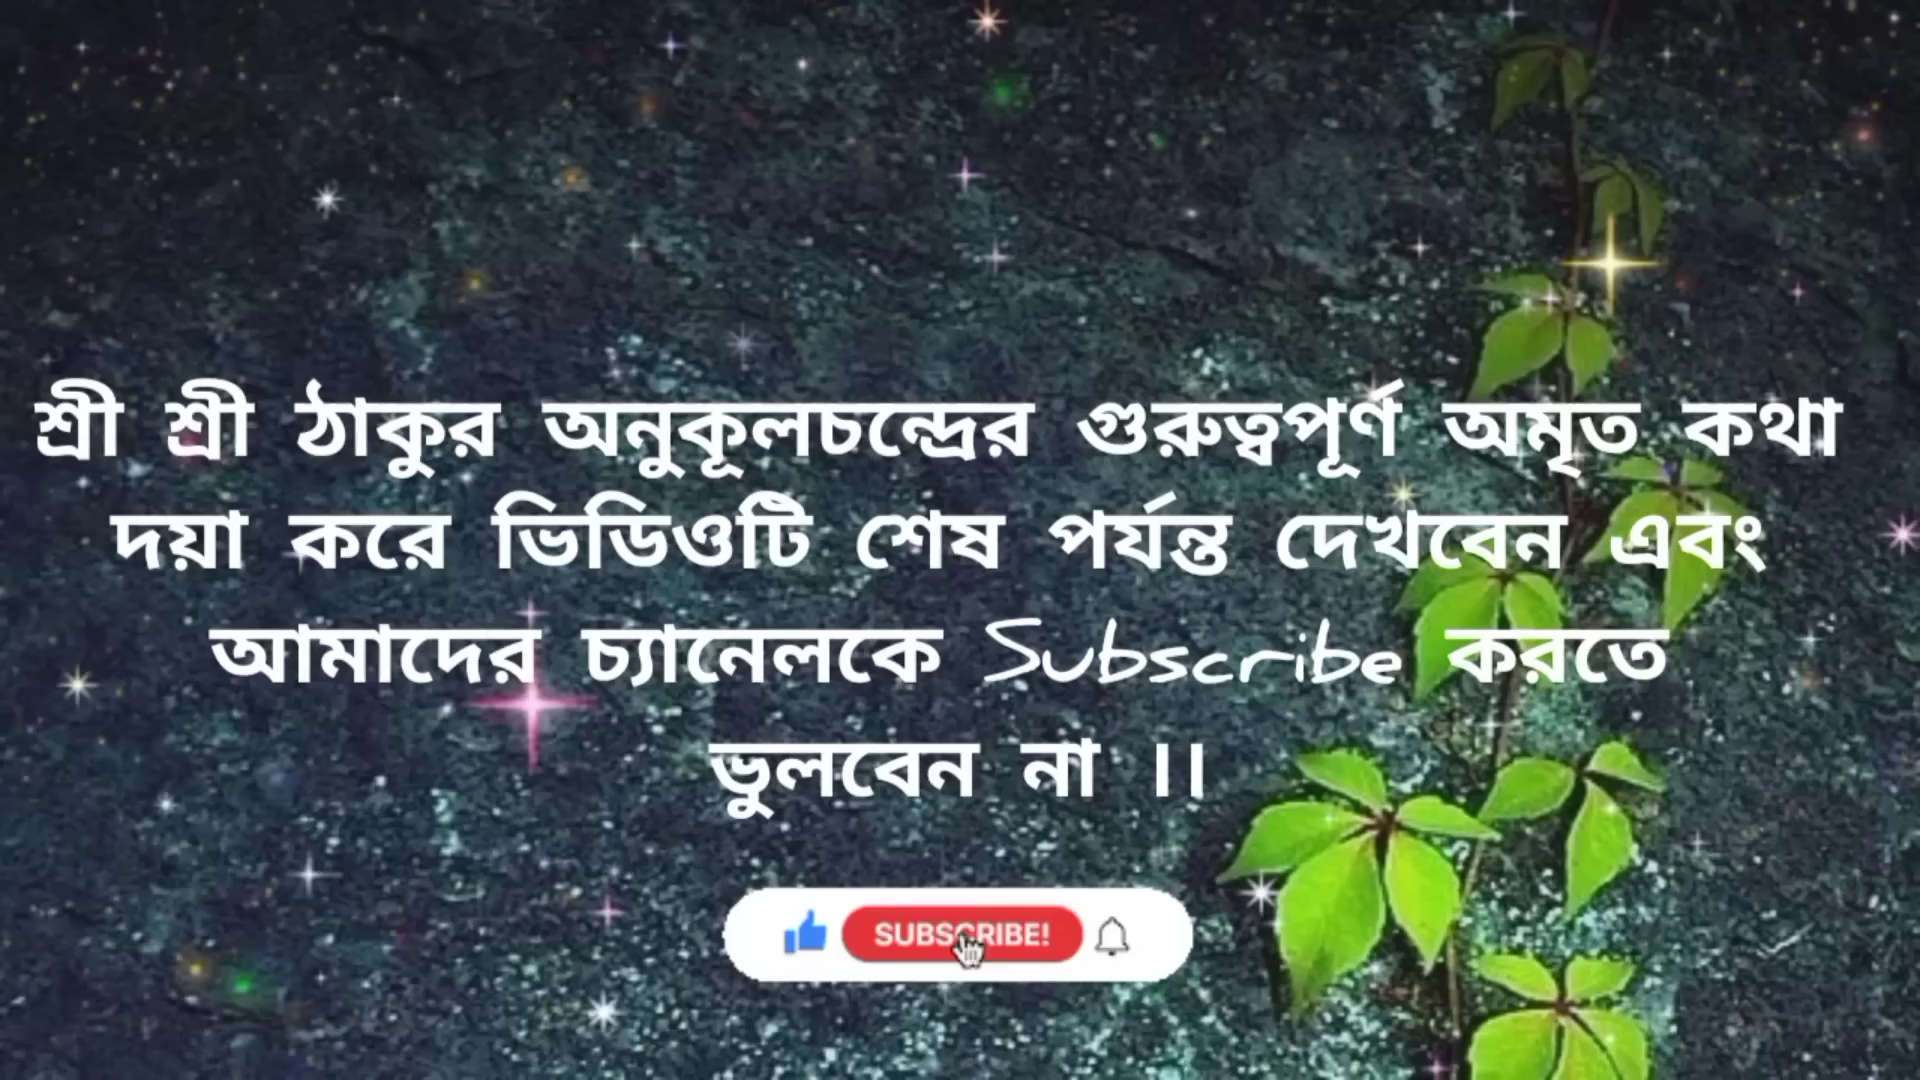 শ্রী শ্রী ঠাকুর অনুকূলচন্দ্রের গুরুত্বপূর্ণ অমৃত কথা
দয়া করে ভিডিওটি শেষ পর্যন্ত দেখবেন এবং
আমাদের চ্যানেলকে Subscribe করতে
ভুলবেন না ।।
SUBSCRIBE!